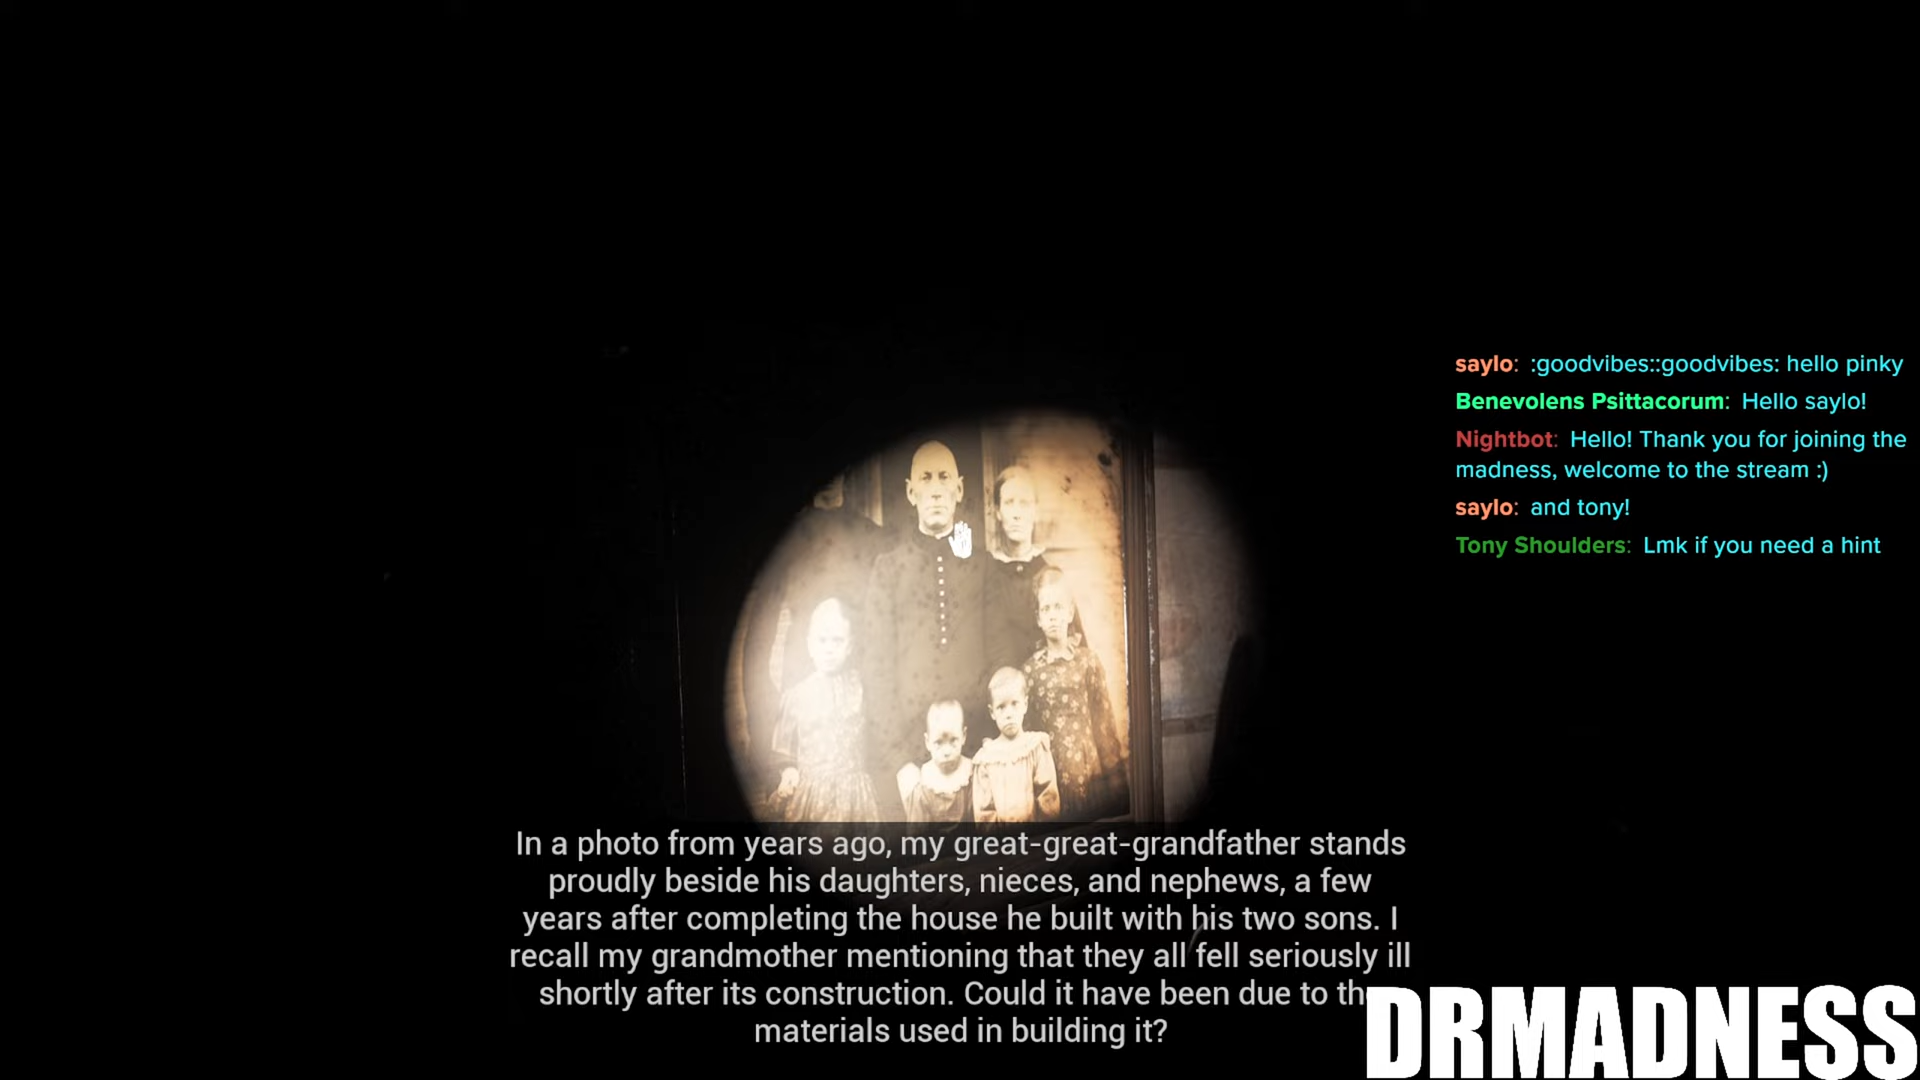 saylo: :goodvibes::goodvibes: hello pinky
Benevolens Psittacorum: Hello saylo!
Nightbot: Hello! Thank you for joining the
madness, welcome to the stream :)
saylo: and tony!
Tony Shoulders: Lmk if you need a hint
In a photo from years ago, my great-great-grandfather stands
proudly beside his daughters, nieces, and nephews, a few
years after completing the house he built with his two sons. I
recall my grandmother mentioning that they all fell seriously ill
shortly after its construction. Could it have been due to the
materials used in building it?
DRMADNESS